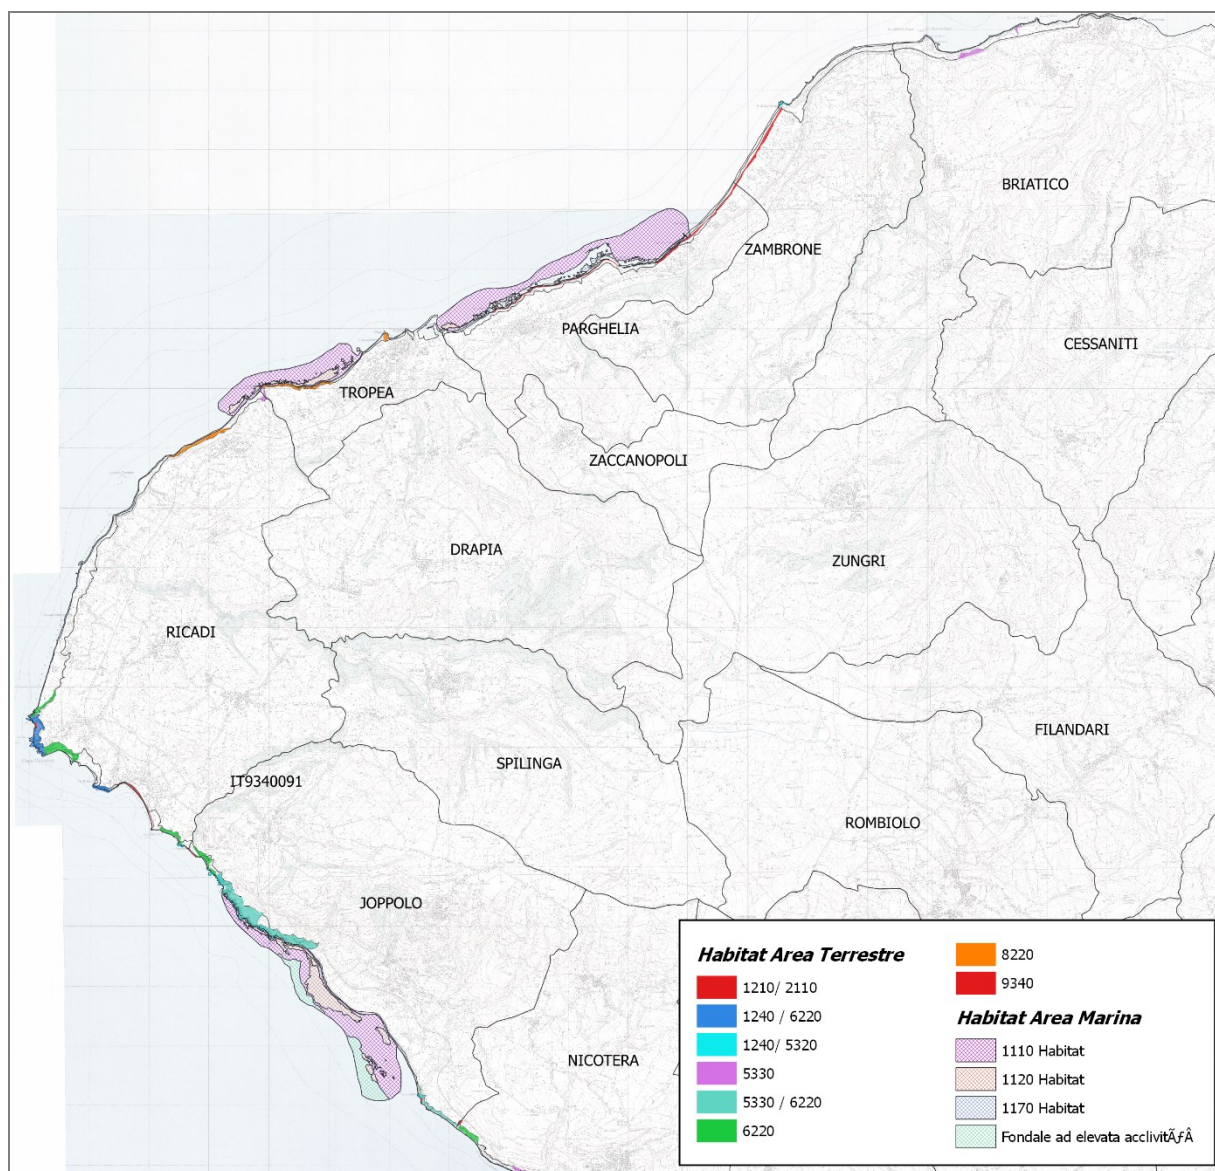 BRIATICO
ZAMBRONE
PARGHELIA
CESSANITI
TROPEA
ZACCANOPOLI
DRAPIA
ZUNGRI
RICADI
FILANDARI
SPILINGA
IT9340091
ROMBIOLO
JOPPOLO
NICOTERA
Habitat Area Terrestre
1210/ 2110
1240 / 6220
1240/ 5320
5330
5330 / 6220
6220
8220
9340
Habitat Area Marina
1110 Habitat
1120 Habitat
1170 Habitat
Fondale ad elevata acclivitÃƒÂ